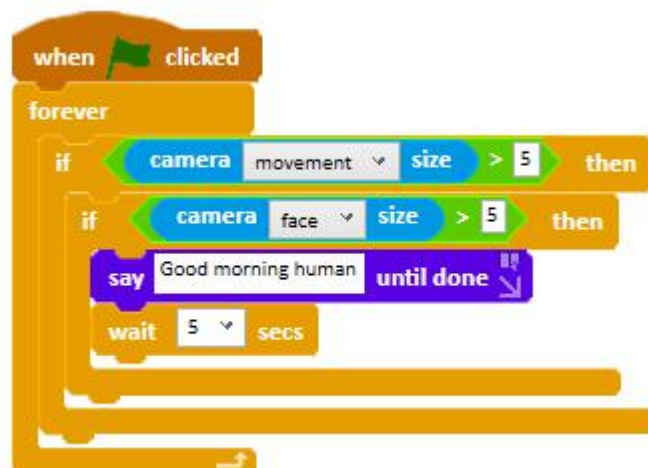 when clicked
forever
if camera movement size > 5 then
if camera face size > 5 then
say Good morning human until done
wait 5 secs